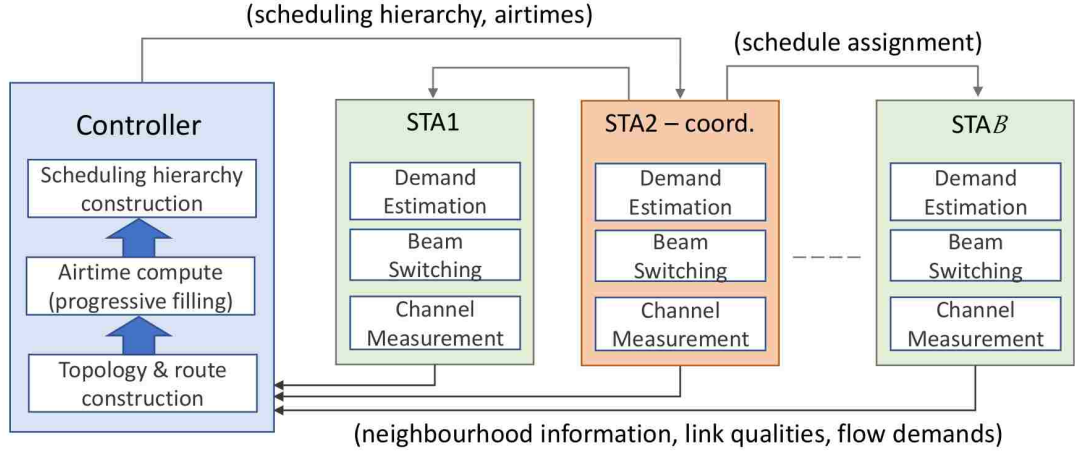 (scheduling hierarchy, airtimes)
(schedule assignment)
Controller
Scheduling hierarchy
construction
Airtime compute
(progressive filling)
Topology & route
construction
STA1
Demand
Estimation
Beam
Switching
Channel
Measurement
STA2 – coord.
Demand
Estimation
Beam
Switching
Channel
Measurement
STAB
Demand
Estimation
Beam
Switching
Channel
Measurement
(neighbourhood information, link qualities, flow demands)